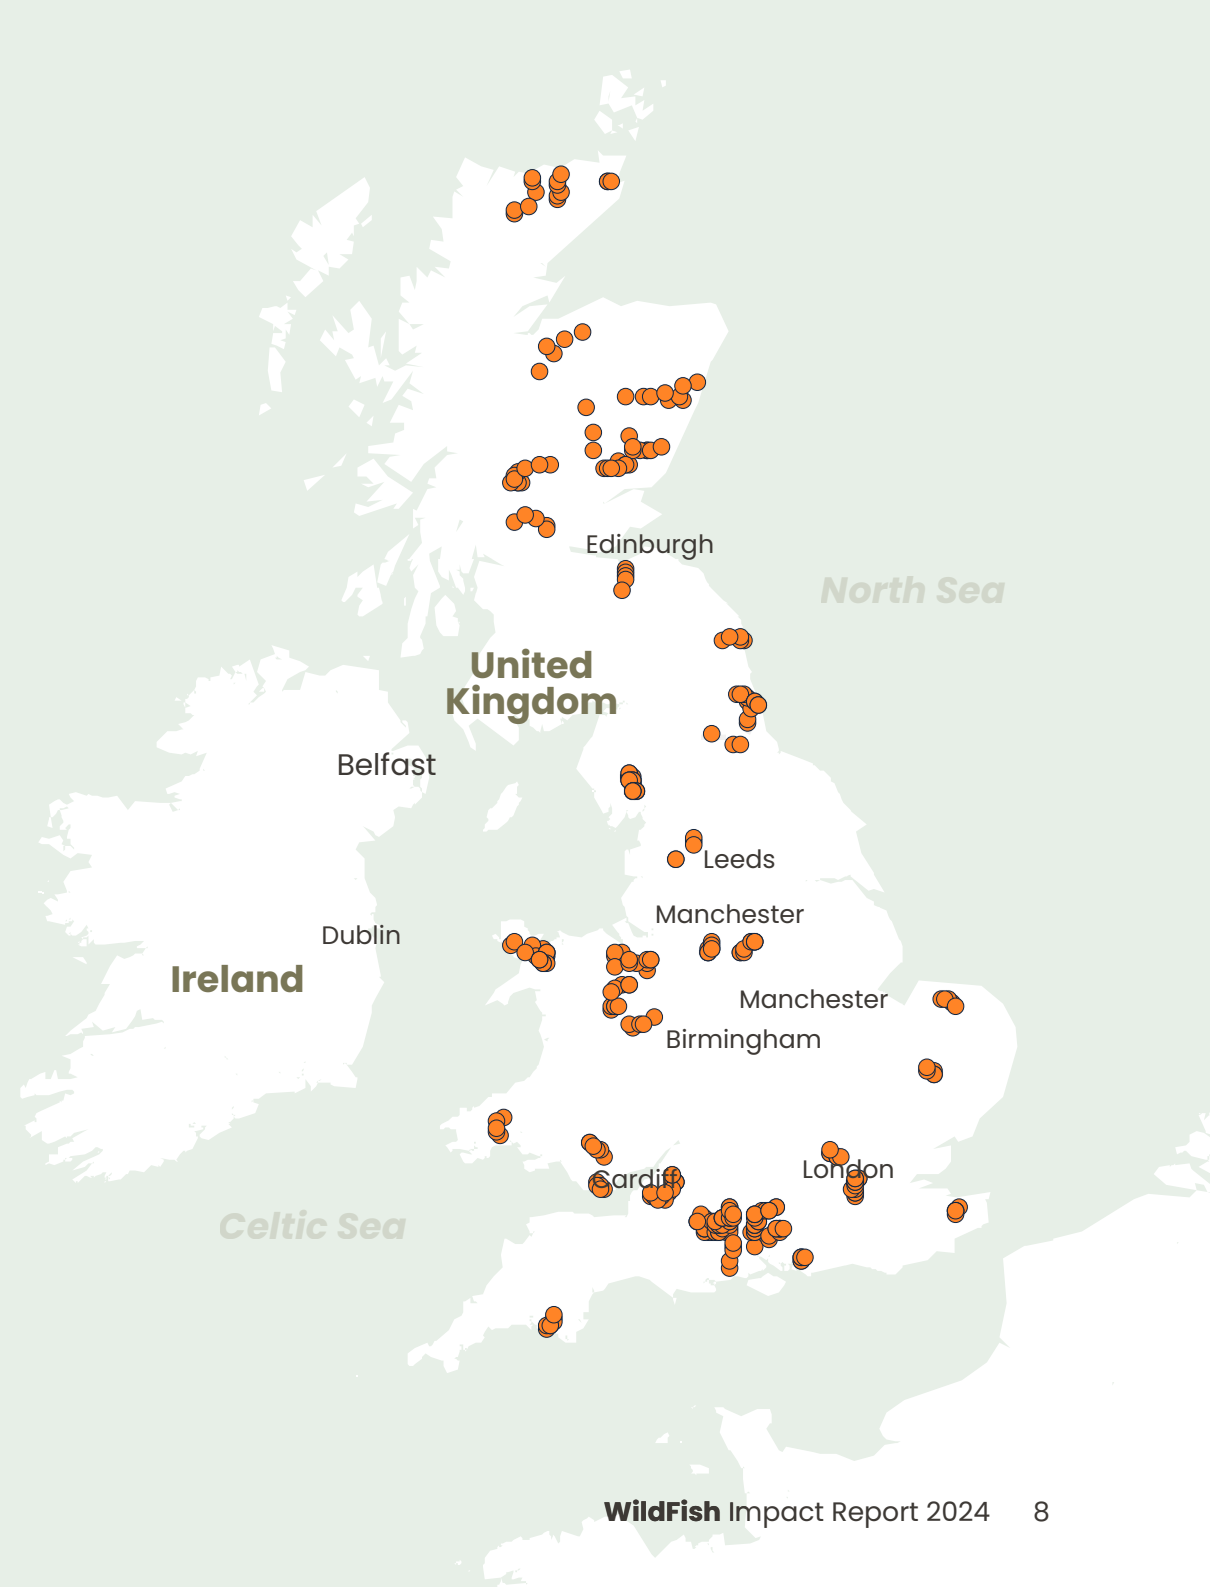 Edinburgh
North Sea
United
Kingdom
Belfast
Leeds
Manchester
Dublin
Ireland
Manchester
Birmingham
Cardiff
London
Celtic Sea
WildFish Impact Report 2024 8